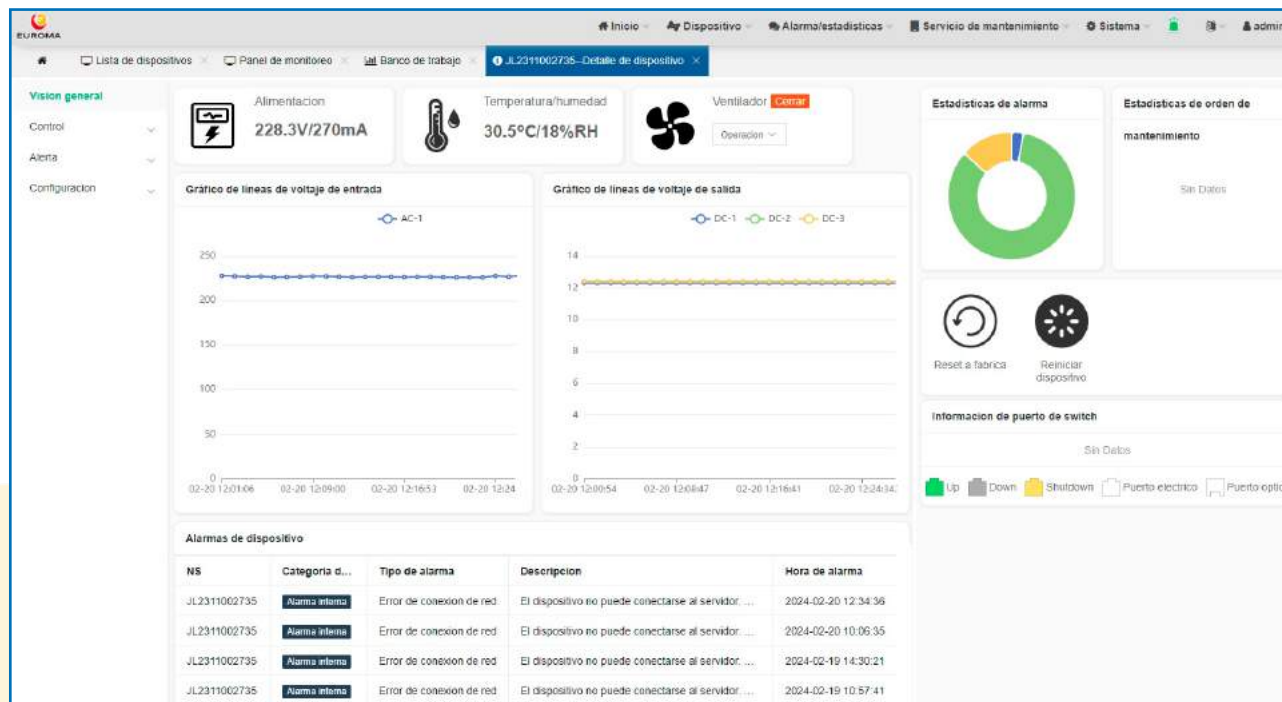 EUROMA
Inicio
Dispositivo
Alarma/estadisticas
Servicio de mantenimiento
Sistema
admin
Lista de dispositivos
Panel de monitoreo
Banco de trabajo
JL2311002735--Detalle de dispositivo
Vision general
Control
Alerta
Configuracion
Alimentacion
228.3V/270mA
Temperatura/humedad
30.5ºC/18%RH
Ventilador Cerrar
Operacion
Gráfico de líneas de voltaje de entrada
AC-1
250
200
150
100
50
0
02-20 12:01:06 02-20 12:09:00 02-20 12:16:53 02-20 12:24
Gráfico de líneas de voltaje de salida
DC-1 DC-2 DC-3
14
12
10
8
6
4
2
0
02-20 12:00:54 02-20 12:08:47 02-20 12:16:41 02-20 12:24:34
Estadísticas de alarma
Estadísticas de orden de
mantenimiento
Sin Datos
Reset a fabrica
Reiniciar
dispositivo
Informacion de puerto de switch
Sin Datos
Up Down Shutdown Puerto electrico Puerto optic
Alarmas de dispositivo
NS Categoria d... Tipo de alarma Descripcion Hora de alarma
JL2311002735 Alarma interna Error de conexion de red El dispositivo no puede conectarse al servidor. ... 2024-02-20 12:34:36
JL2311002735 Alarma interna Error de conexion de red El dispositivo no puede conectarse al servidor. ... 2024-02-20 10:06:35
JL2311002735 Alarma interna Error de conexion de red El dispositivo no puede conectarse al servidor. ... 2024-02-19 14:30:21
JL2311002735 Alarma interna Error de conexion de red El dispositivo no puede conectarse al servidor. ... 2024-02-19 10:57:41